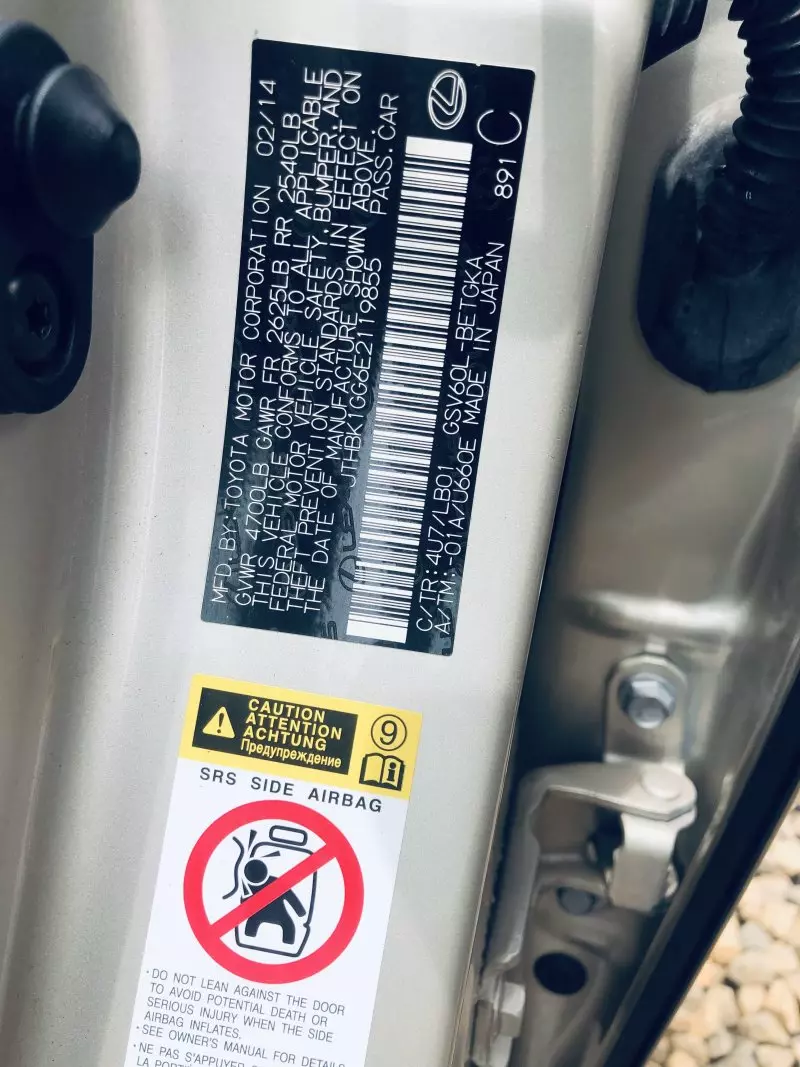 MFD. BY: TOYOTA MOTOR CORPORATION 02/14
GVWR 4700LB GAWR FR 2625LB RR 2540LB
THIS VEHICLE CONFORMS TO ALL APPLICABLE
FEDERAL MOTOR VEHICLE SAFETY, BUMPER, AND
THEFT PREVENTION STANDARDS IN EFFECT ON
THE DATE OF MANUFACTURE SHOWN ABOVE.
JTHBK1GG6E2119855 PASS. CAR
C/TR: 4U7/LB01 GSV60L-BETGKA
A/TM: -01A/U660E MADE IN JAPAN
891 C
CAUTION
ATTENTION
ACHTUNG
Предупреждение
9
SRS SIDE AIRBAG
· DO NOT LEAN AGAINST THE DOOR
TO AVOID POTENTIAL DEATH OR
SERIOUS INJURY WHEN THE SIDE
AIRBAG INFLATES.
· SEE OWNER'S MANUAL FOR DETAILS
· NE PAS S'APPUYER
LA